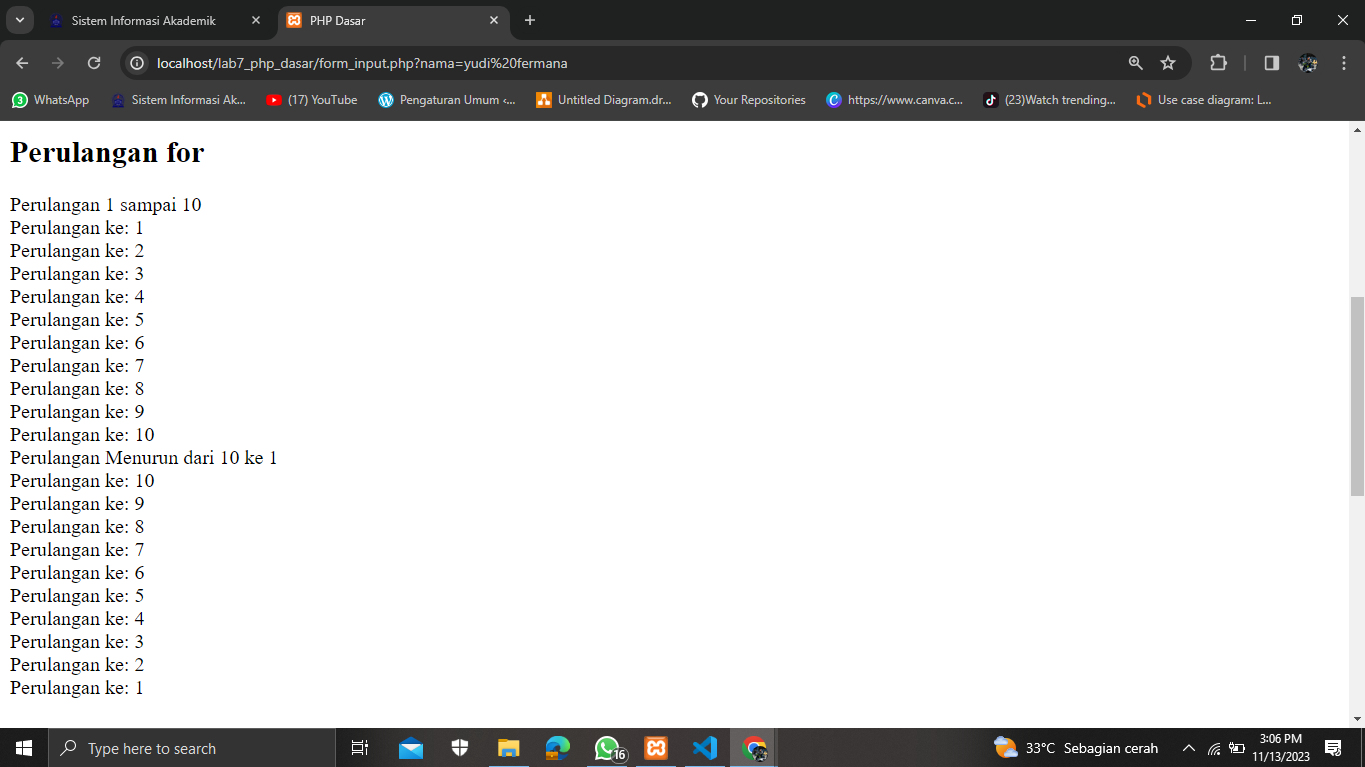 Sistem Informasi Akademik
PHP Dasar
localhost/lab7_php_dasar/form_input.php?nama=yudi%20fermana
3 WhatsApp
Sistem Informasi Ak...
(17) YouTube
Pengaturan Umum ‹...
Untitled Diagram.dr...
Your Repositories
https://www.canva.c...
(23)Watch trending...
Use case diagram: L...
Perulangan for
Perulangan 1 sampai 10
Perulangan ke: 1
Perulangan ke: 2
Perulangan ke: 3
Perulangan ke: 4
Perulangan ke: 5
Perulangan ke: 6
Perulangan ke: 7
Perulangan ke: 8
Perulangan ke: 9
Perulangan ke: 10
Perulangan Menurun dari 10 ke 1
Perulangan ke: 10
Perulangan ke: 9
Perulangan ke: 8
Perulangan ke: 7
Perulangan ke: 6
Perulangan ke: 5
Perulangan ke: 4
Perulangan ke: 3
Perulangan ke: 2
Perulangan ke: 1
Type here to search
16
33°C Sebagian cerah
3:06 PM
11/13/2023